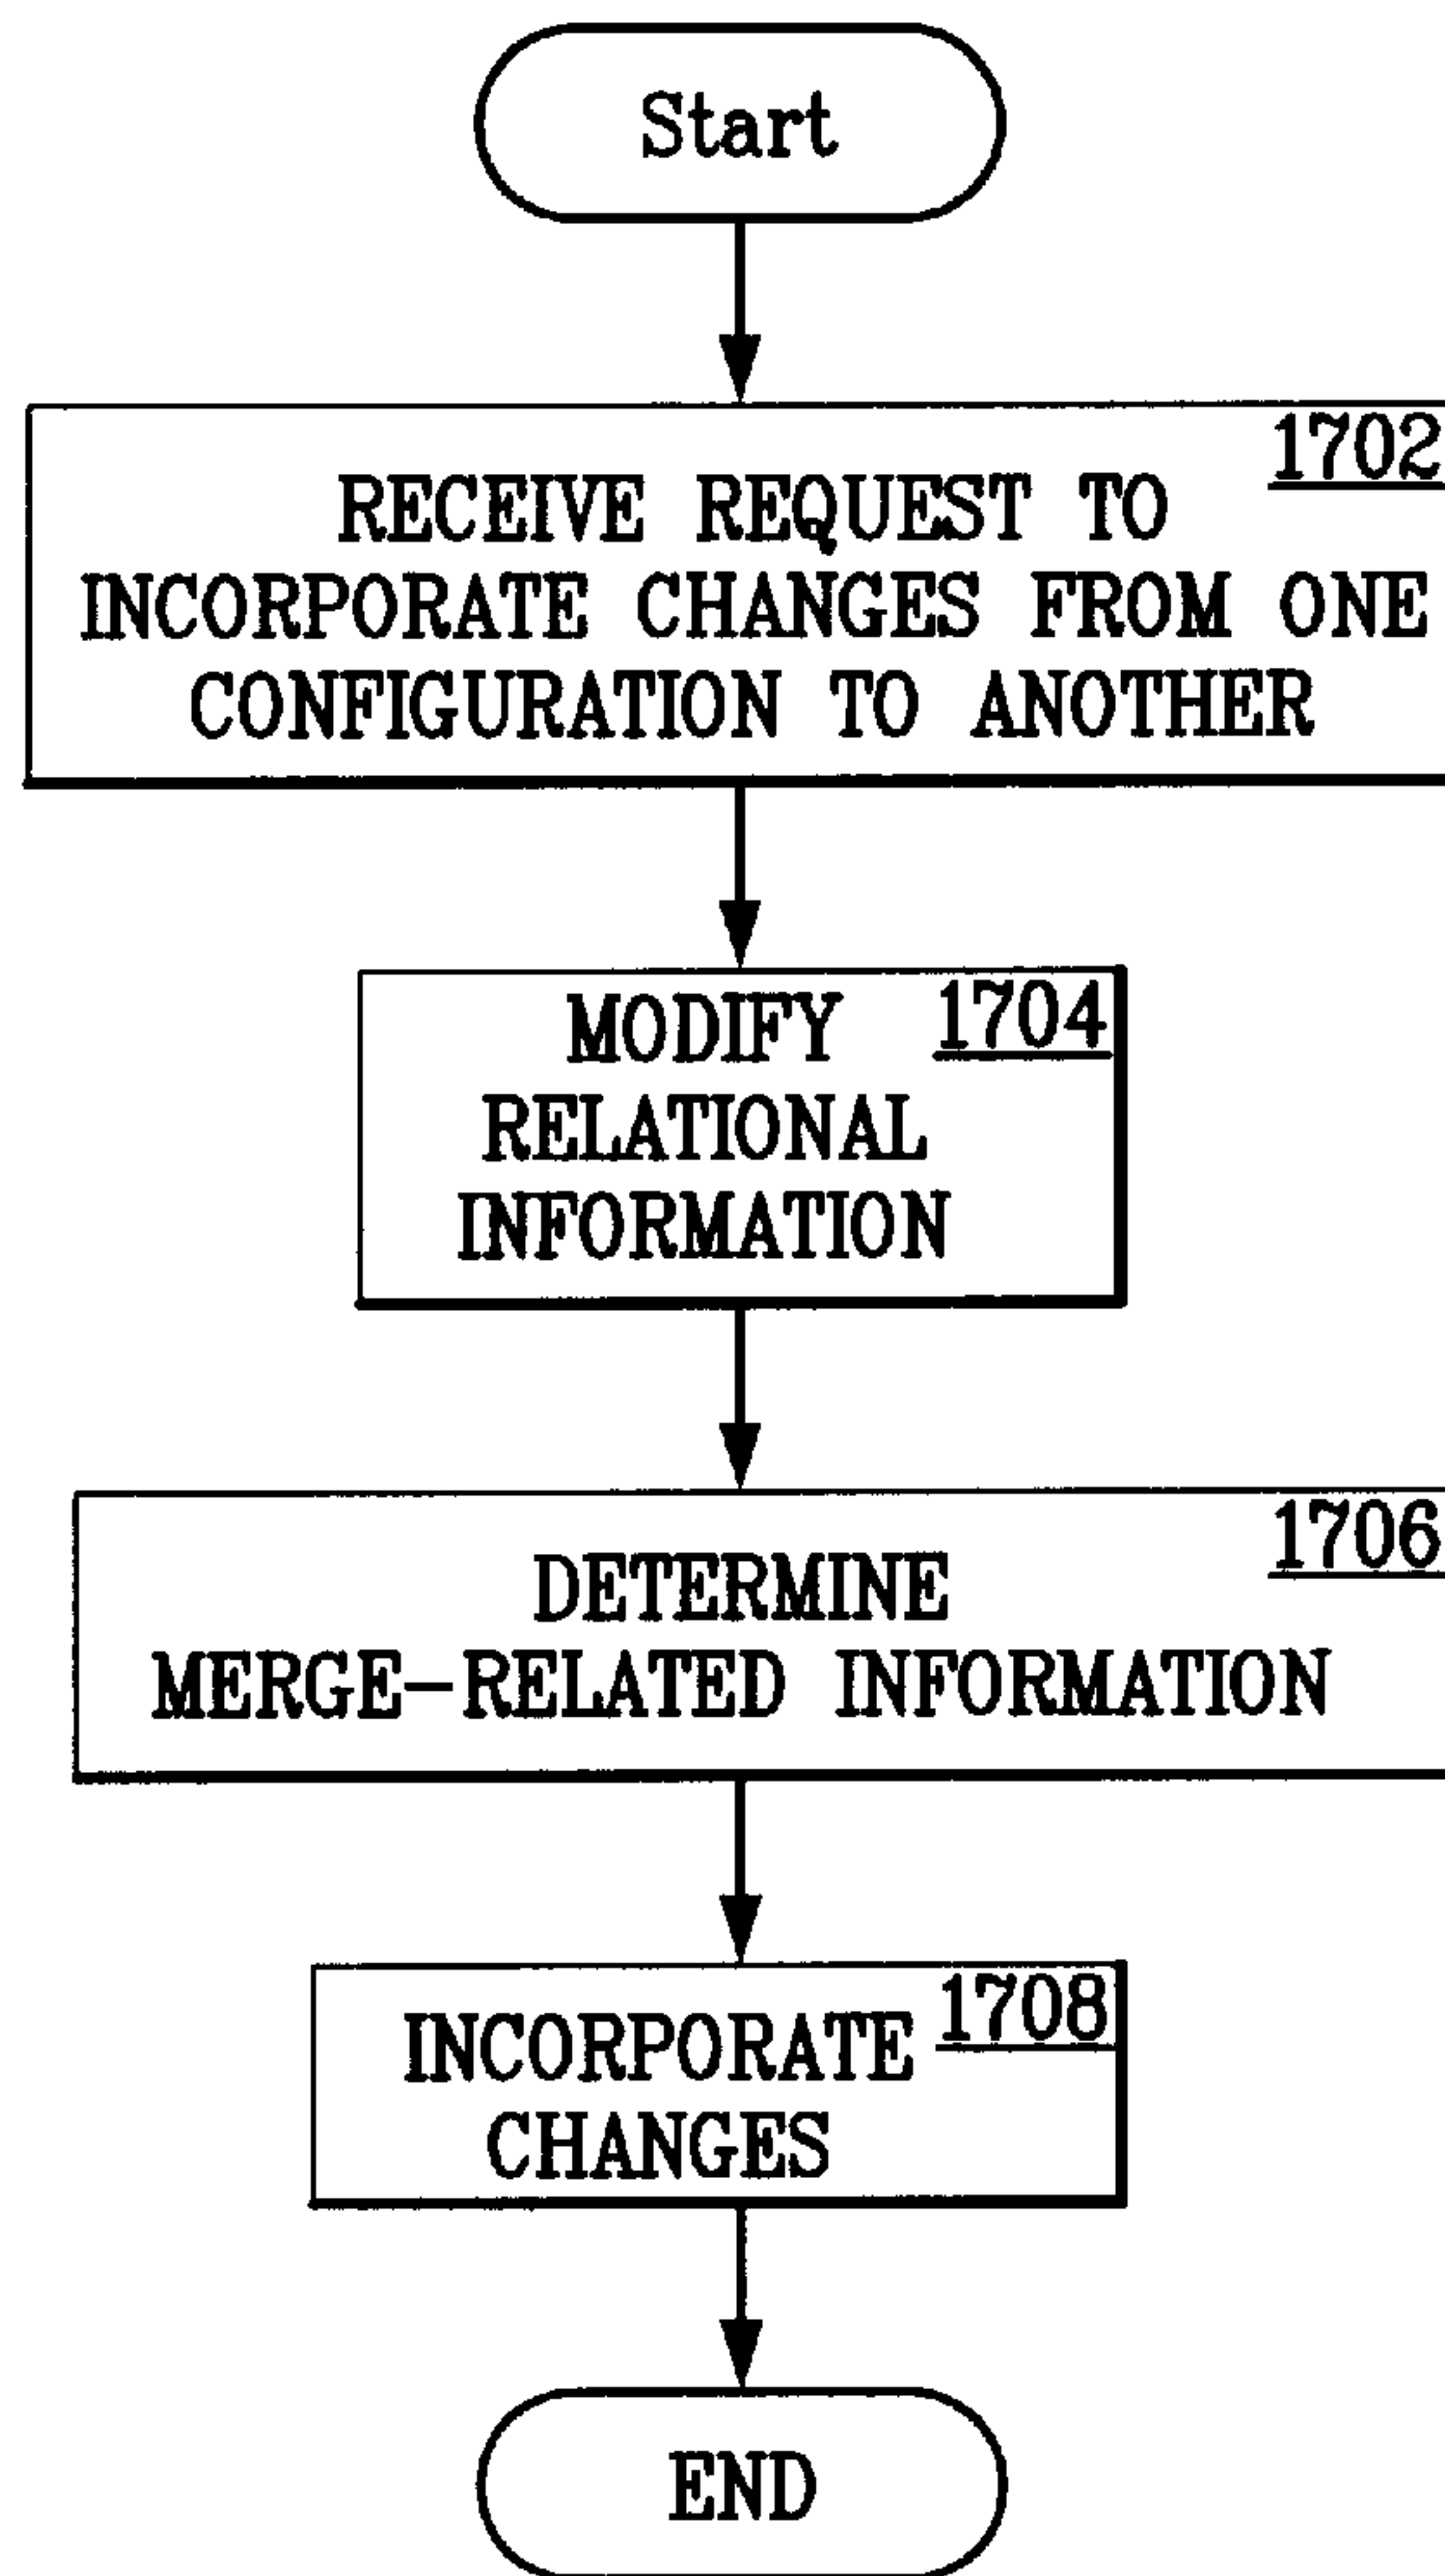 Start
1702
RECEIVE REQUEST TO
INCORPORATE CHANGES FROM ONE
CONFIGURATION TO ANOTHER
MODIFY 1704
RELATIONAL
INFORMATION
1706
DETERMINE
MERGE-RELATED INFORMATION
1708
INCORPORATE
CHANGES
END